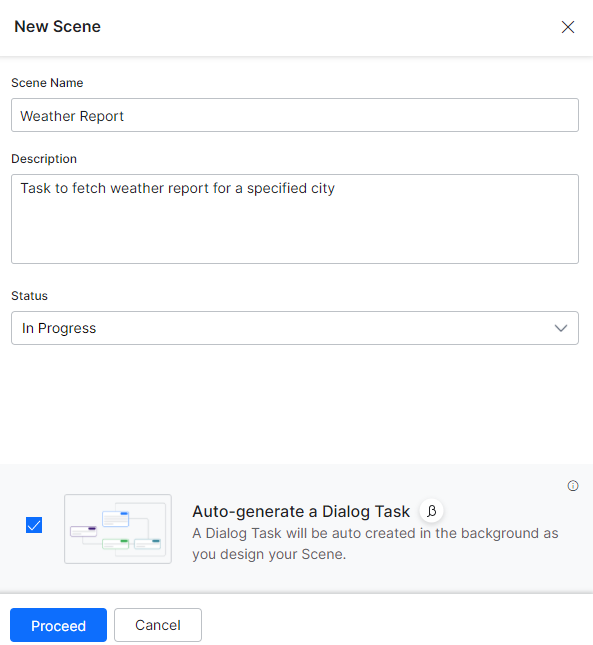 New Scene
Scene Name
Weather Report
Description
Task to fetch weather report for a specified city
Status
In Progress
Auto-generate a Dialog Task β
A Dialog Task will be auto created in the background as
you design your Scene.
Proceed
Cancel